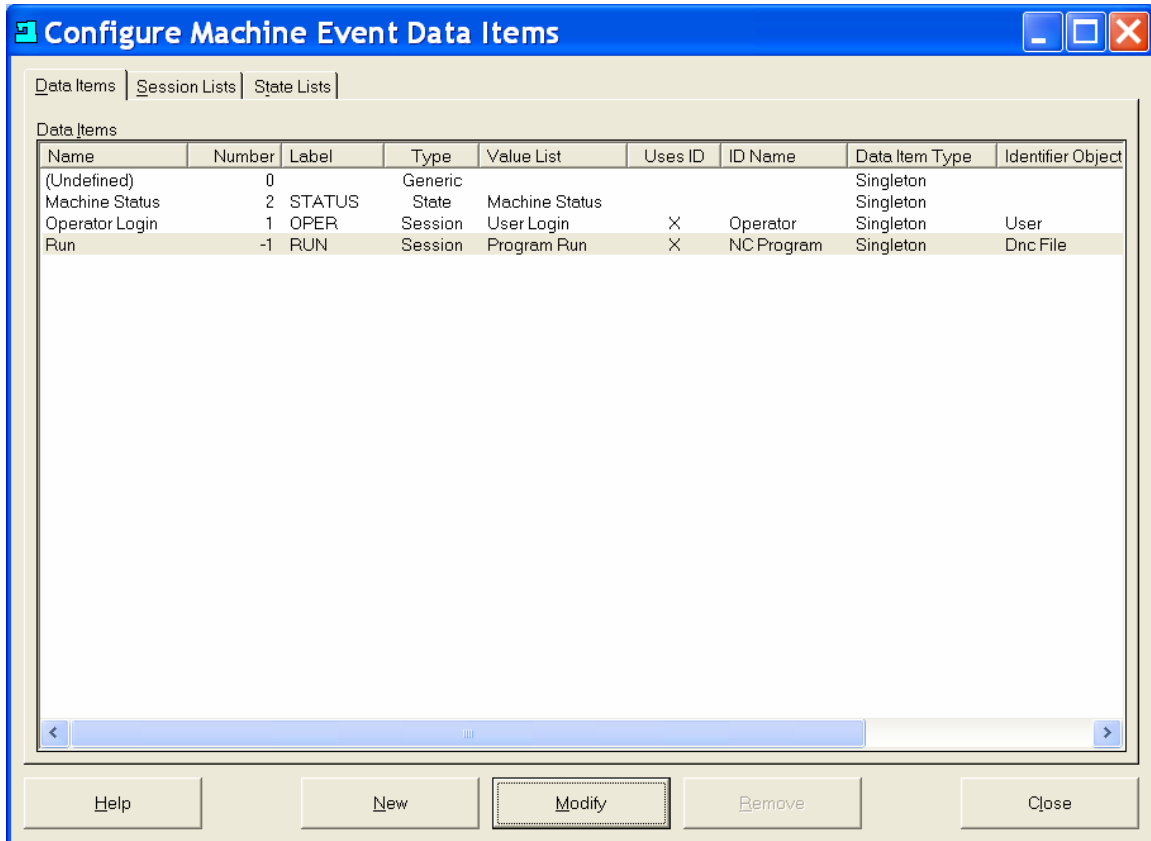 Configure Machine Event Data Items
Data Items Session Lists State Lists
Data Items
Name Number Label Type Value List Uses ID ID Name Data Item Type Identifier Object
(Undefined) 0 Generic Singleton
Machine Status 2 STATUS State Machine Status Singleton
Operator Login 1 OPER Session User Login X Operator Singleton User
Run -1 RUN Session Program Run X NC Program Singleton Dnc File
Help New Modify Remove Close